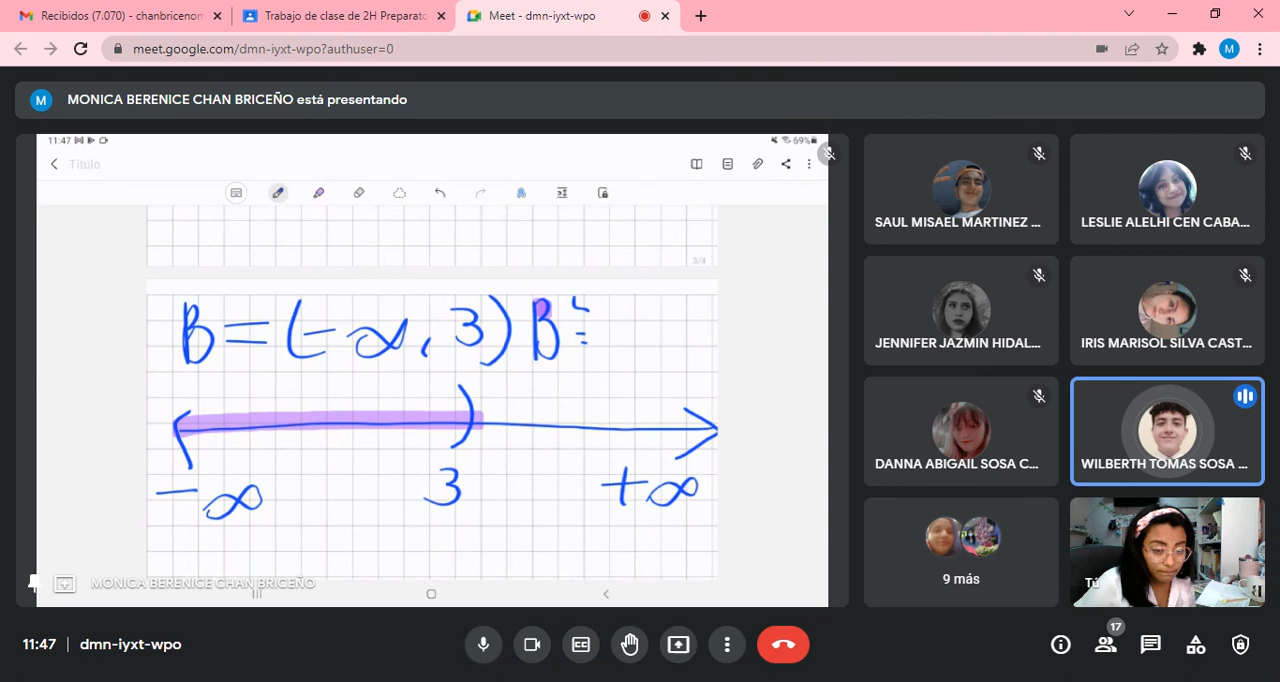 Recibidos (7.070) - chanbricenom
Trabajo de clase de 2H Preparato
Meet - dmn-iyxt-wpo
meet.google.com/dmn-iyxt-wpo?authuser=0
M
M
MONICA BERENICE CHAN BRICEÑO está presentando
11:47
69%
Título
3/4
B = (-∞, 3) B' =
-∞
3
+∞
MONICA BERENICE CHAN BRICEÑO
SAUL MISAEL MARTINEZ ...
LESLIE ALELHI CEN CABA...
JENNIFER JAZMIN HIDAL...
IRIS MARISOL SILVA CAST...
DANNA ABIGAIL SOSA C...
WILBERTH TOMAS SOSA ...
9 más
Tú
11:47 | dmn-iyxt-wpo
17